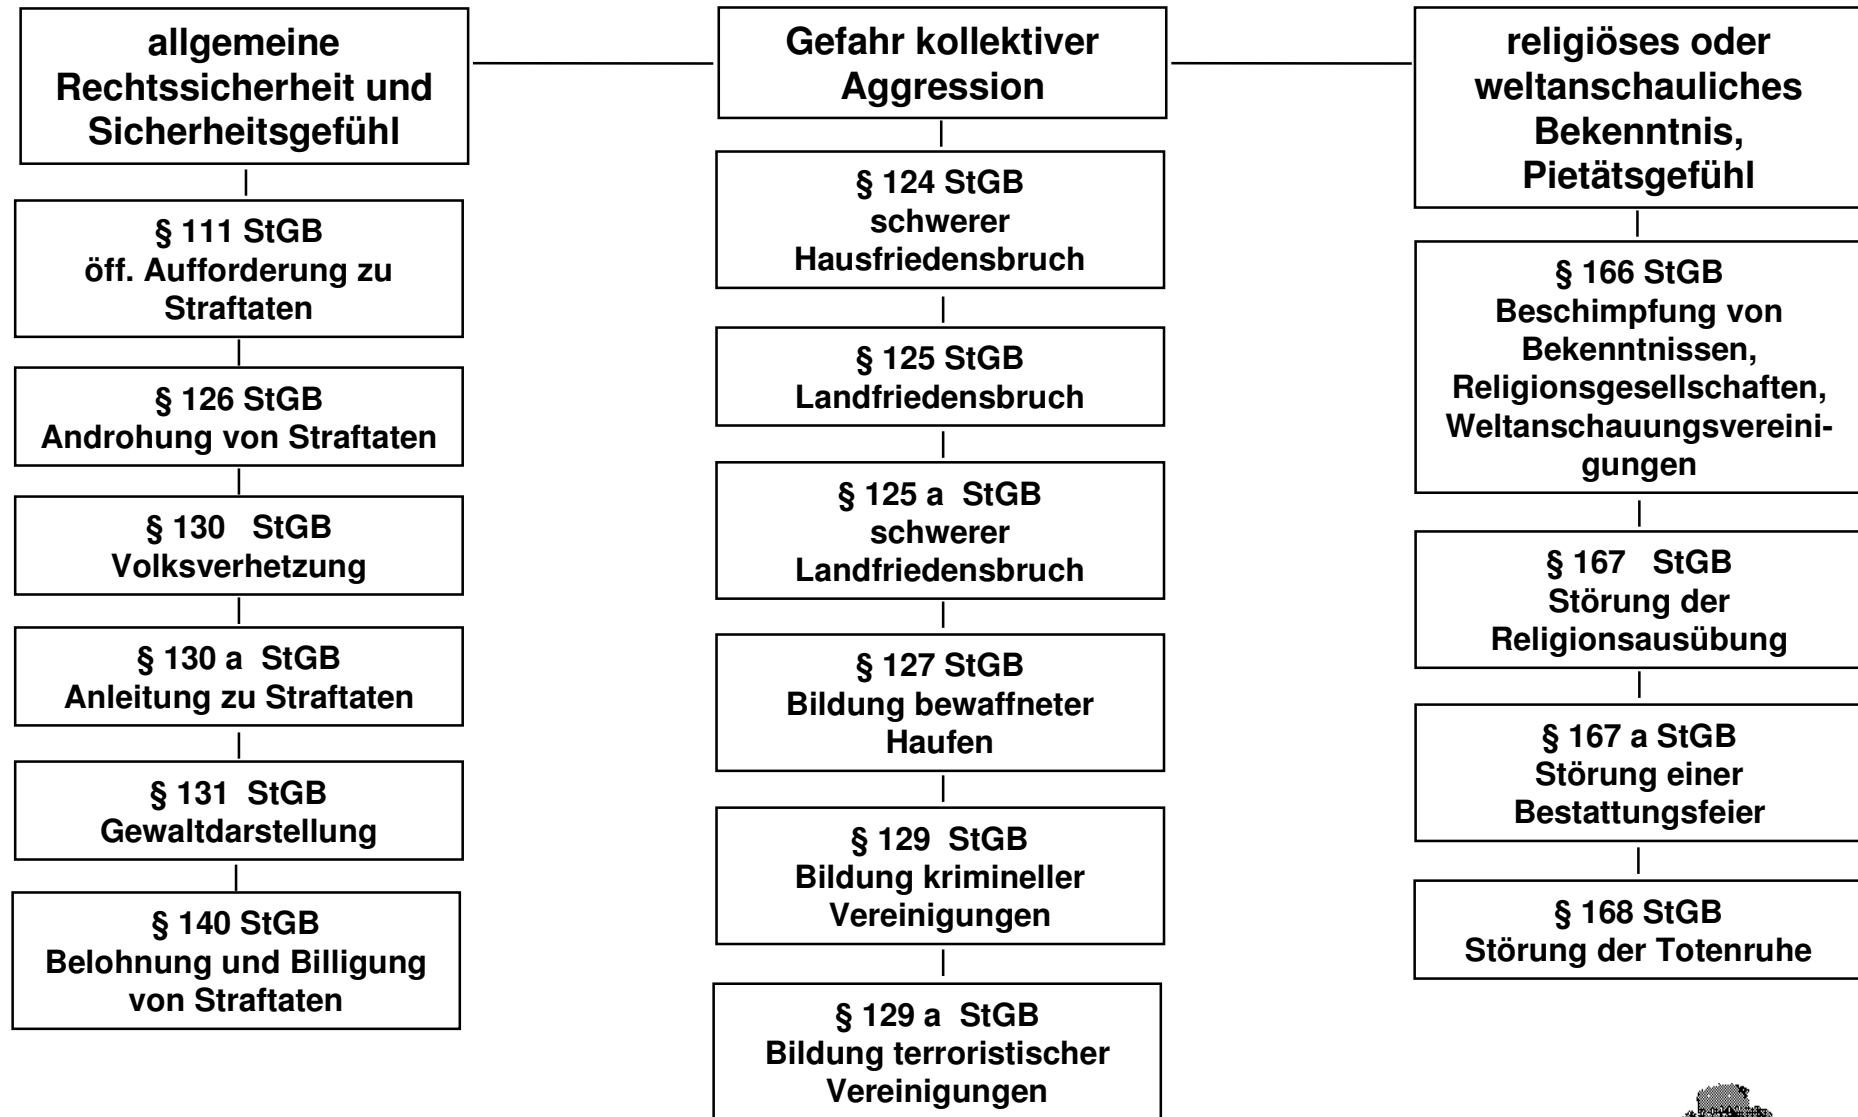 allgemeine
Rechtssicherheit und
Sicherheitsgefühl
§ 111 StGB
öff. Aufforderung zu
Straftaten
§ 126 StGB
Androhung von Straftaten
§ 130 StGB
Volksverhetzung
§ 130 a StGB
Anleitung zu Straftaten
§ 131 StGB
Gewaltdarstellung
§ 140 StGB
Belohnung und Billigung
von Straftaten
Gefahr kollektiver
Aggression
§ 124 StGB
schwerer
Hausfriedensbruch
§ 125 StGB
Landfriedensbruch
§ 125 a StGB
schwerer
Landfriedensbruch
§ 127 StGB
Bildung bewaffneter
Haufen
§ 129 StGB
Bildung krimineller
Vereinigungen
§ 129 a StGB
Bildung terroristischer
Vereinigungen
religiöses oder
weltanschauliches
Bekenntnis,
Pietätsgefühl
§ 166 StGB
Beschimpfung von
Bekenntnissen,
Religionsgesellschaften,
Weltanschauungsvereini-
gungen
§ 167 StGB
Störung der
Religionsausübung
§ 167 a StGB
Störung einer
Bestattungsfeier
§ 168 StGB
Störung der Totenruhe